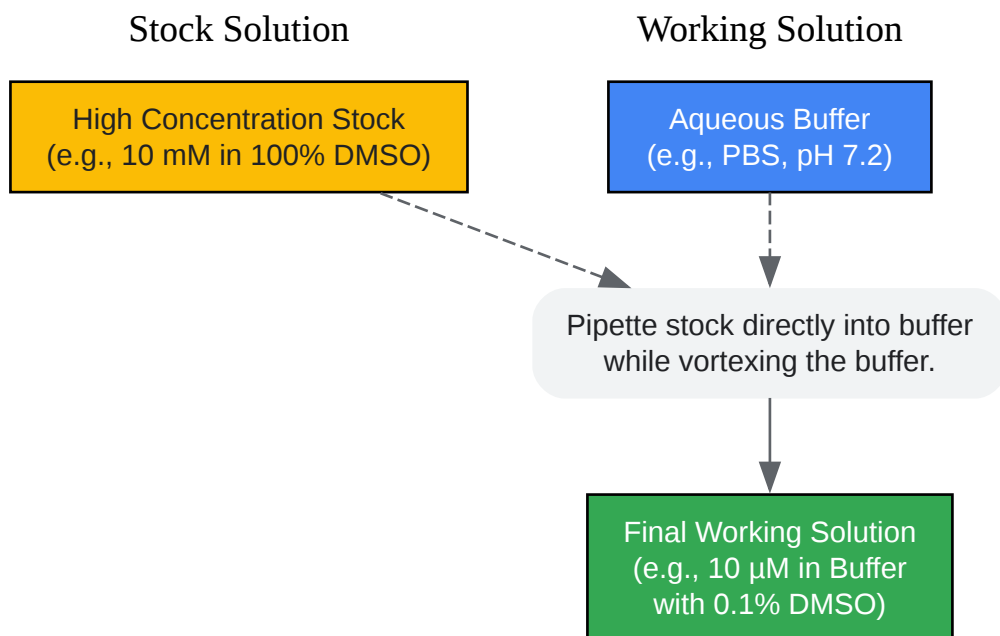 Stock Solution
Working Solution
High Concentration Stock
(e.g., 10 mM in 100% DMSO)
Aqueous Buffer
(e.g., PBS, pH 7.2)
Pipette stock directly into buffer
while vortexing the buffer.
Final Working Solution
(e.g., 10 µM in Buffer
with 0.1% DMSO)